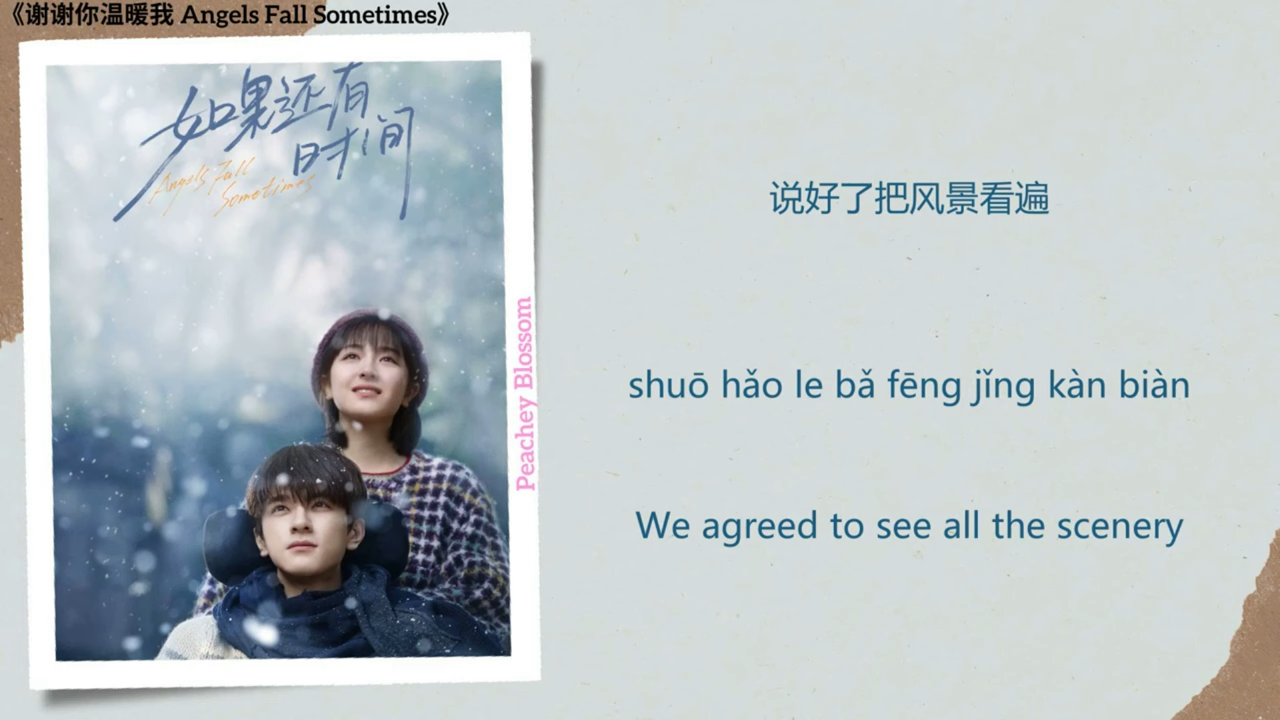 《谢谢你温暖我 Angels Fall Sometimes》
如果还有
时间
Angels Fall
Sometimes
Peachey Blossom
说好了把风景看遍
shuō hǎo le bǎ fēng jǐng kàn biàn
We agreed to see all the scenery